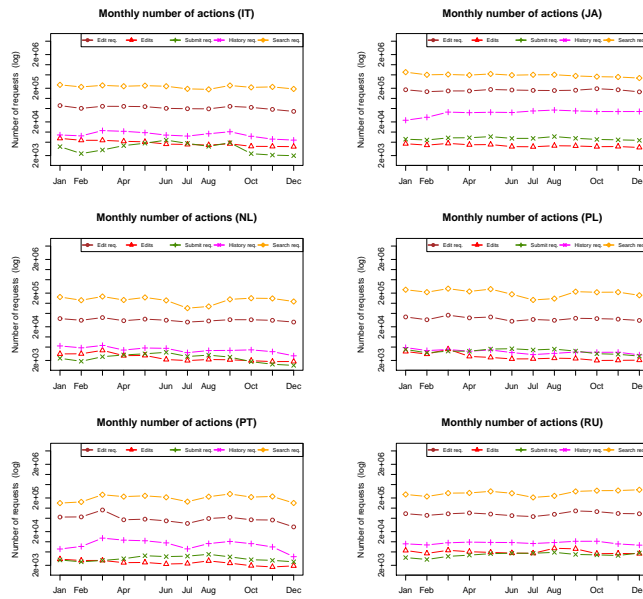 Monthly number of actions (IT)
Number of requests (log)
2e+03 2e+04 2e+05 2e+06
Edit req. Edits Submit req. History req. Search req.
Jan Feb Apr Jun Jul Aug Oct Dec
Monthly number of actions (JA)
Number of requests (log)
2e+03 2e+04 2e+05 2e+06
Edit req. Edits Submit req. History req. Search req.
Jan Feb Apr Jun Jul Aug Oct Dec
Monthly number of actions (NL)
Number of requests (log)
2e+03 2e+04 2e+05 2e+06
Edit req. Edits Submit req. History req. Search req.
Jan Feb Apr Jun Jul Aug Oct Dec
Monthly number of actions (PL)
Number of requests (log)
2e+03 2e+04 2e+05 2e+06
Edit req. Edits Submit req. History req. Search req.
Jan Feb Apr Jun Jul Aug Oct Dec
Monthly number of actions (PT)
Number of requests (log)
2e+03 2e+04 2e+05 2e+06
Edit req. Edits Submit req. History req. Search req.
Jan Feb Apr Jun Jul Aug Oct Dec
Monthly number of actions (RU)
Number of requests (log)
2e+03 2e+04 2e+05 2e+06
Edit req. Edits Submit req. History req. Search req.
Jan Feb Apr Jun Jul Aug Oct Dec